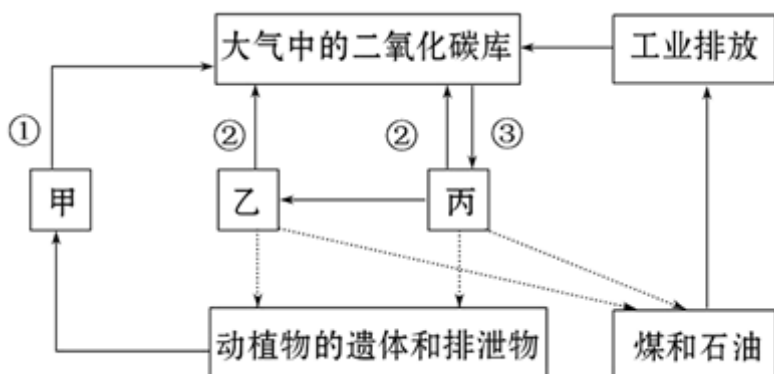 大气中的二氧化碳库
工业排放
①
②
②
③
甲
乙
丙
动植物的遗体和排泄物
煤和石油